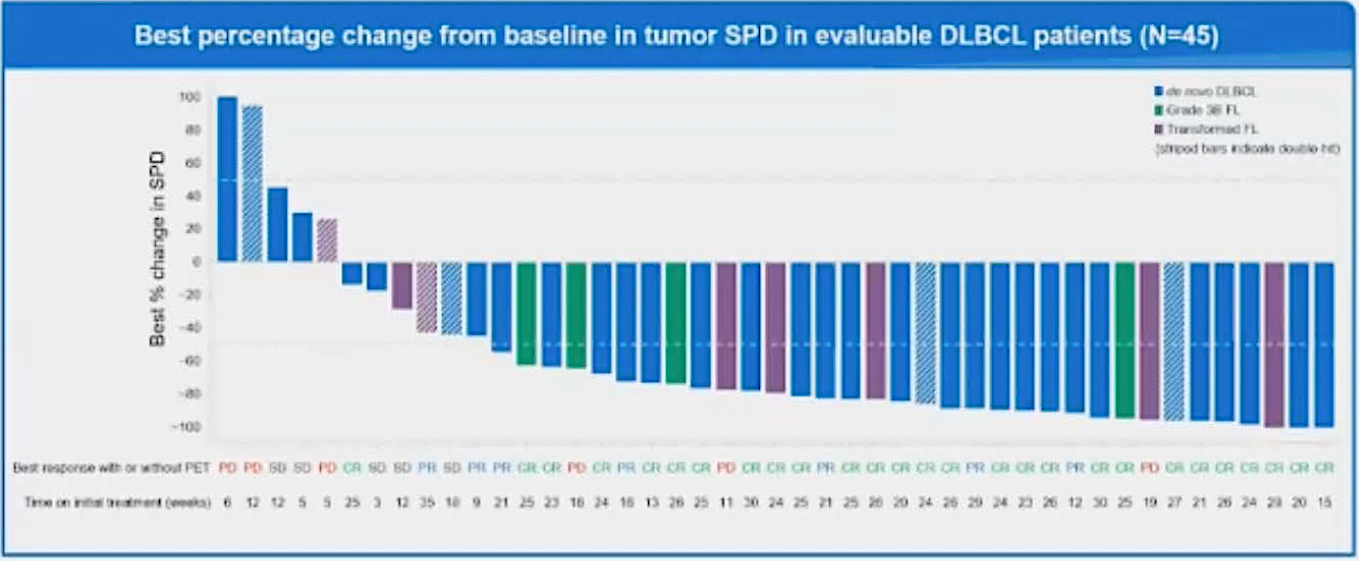 Best percentage change from baseline in tumor SPD in evaluable DLBCL patients (N=45)
de novo DLBCL
Grade 3B FL
Transformed FL
(striped bars indicate double-hit)
Best % change in SPD
100
80
60
40
20
0
-20
-40
-60
-80
-100
Best response with or without PET PD PD SD SD PD CR SD SD PR SD PR PR CR CR PD CR PR CR CR CR PD CR CR CR PR CR CR CR CR CR PR CR CR CR PR CR CR PD CR CR CR CR CR CR CR
Time on initial treatment (weeks) 6 12 12 5 5 25 3 12 35 18 9 21 25 23 18 24 16 13 26 25 11 30 24 25 21 25 26 20 24 26 29 24 23 26 12 30 25 19 27 21 26 24 29 20 15